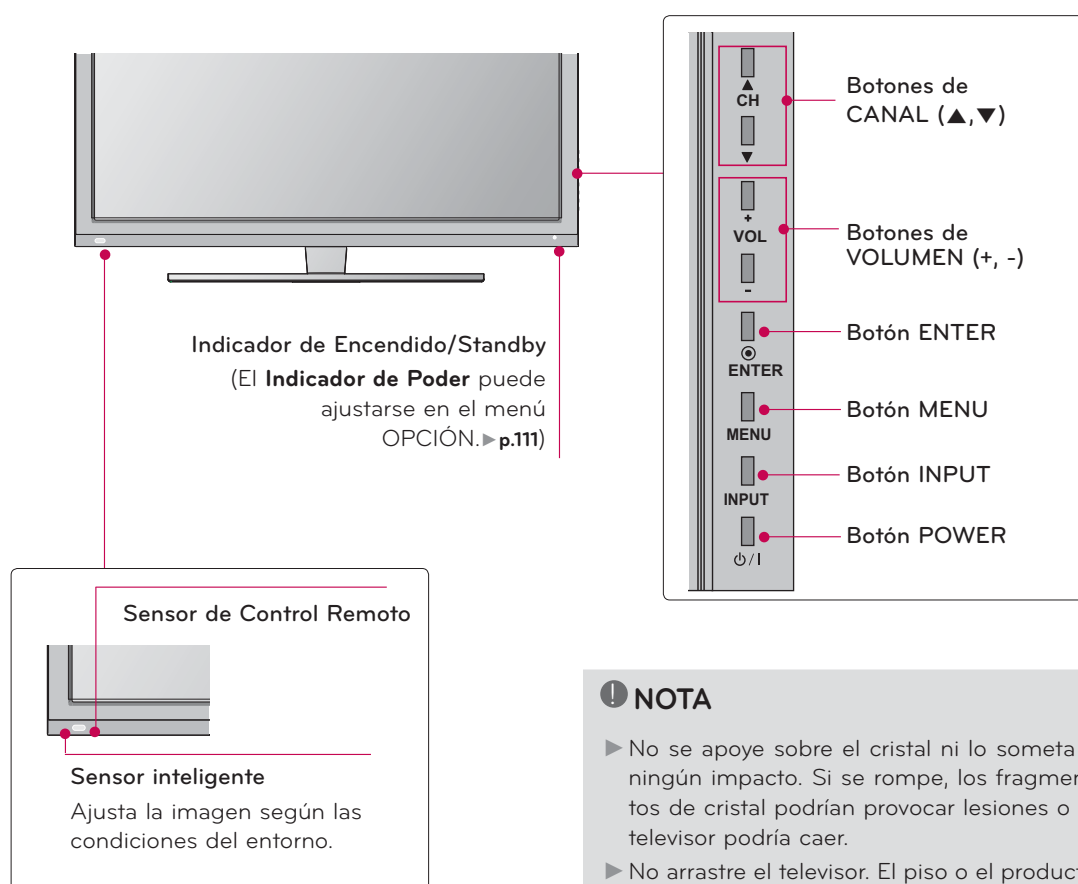 CH
VOL
ENTER
MENU
INPUT
Botones de
CANAL (▲,▼)
Botones de
VOLUMEN (+, -)
Botón ENTER
Botón MENU
Botón INPUT
Botón POWER
Indicador de Encendido/Standby
(El Indicador de Poder puede
ajustarse en el menú
OPCIÓN.►p.111)
Sensor de Control Remoto
Sensor inteligente
Ajusta la imagen según las
condiciones del entorno.
NOTA
► No se apoye sobre el cristal ni lo someta
ningún impacto. Si se rompe, los fragmen
tos de cristal podrían provocar lesiones o
televisor podría caer.
► No arrastre el televisor. El piso o el product